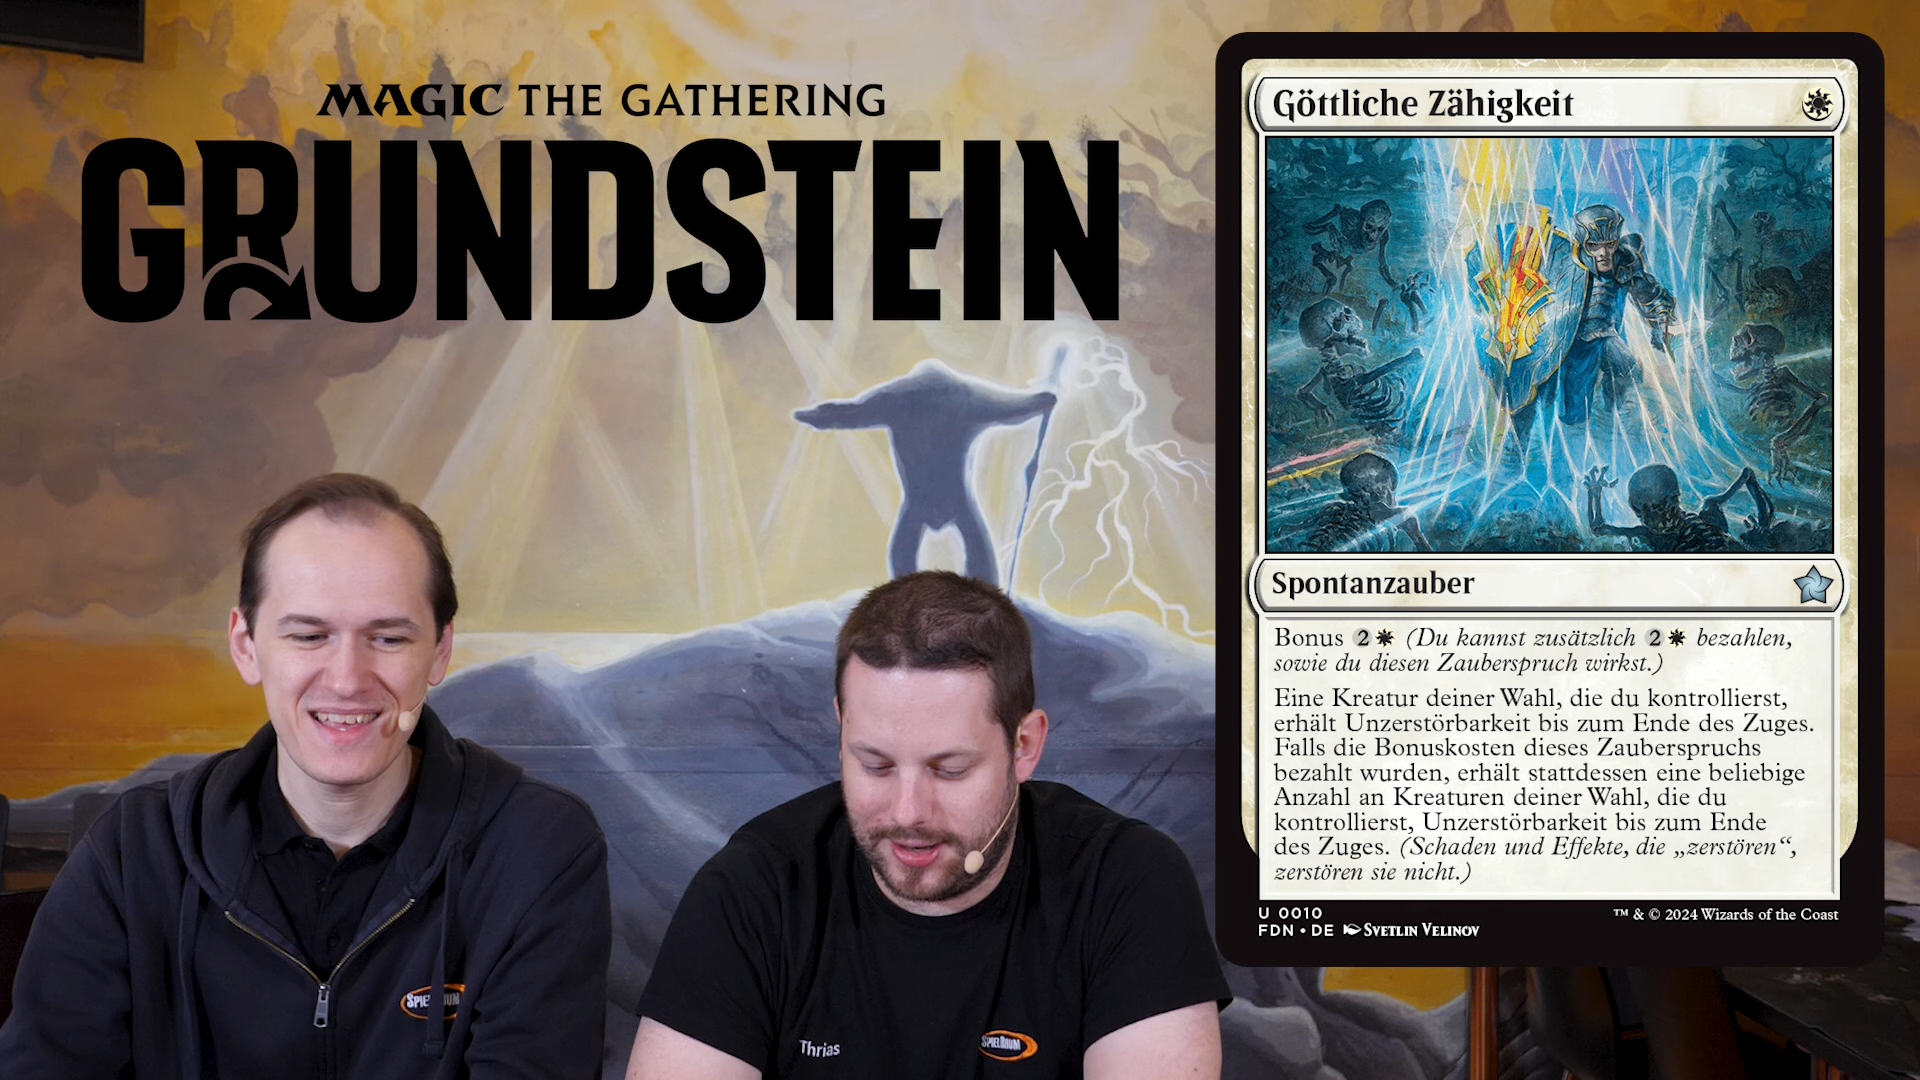 MAGIC THE GATHERING
GRUNDSTEIN
Göttliche Zähigkeit
Spontanzauber
Bonus 2 (Du kannst zusätzlich 2 bezahlen,
sowie du diesen Zauberspruch wirkst.)
Eine Kreatur deiner Wahl, die du kontrollierst,
erhält Unzerstörbarkeit bis zum Ende des Zuges.
Falls die Bonuskosten dieses Zauberspruchs
bezahlt wurden, erhält stattdessen eine beliebige
Anzahl an Kreaturen deiner Wahl, die du
kontrollierst, Unzerstörbarkeit bis zum Ende
des Zuges. (Schaden und Effekte, die „zerstören“,
zerstören sie nicht.)
U 0010
FDN • DE SVETLIN VELINOV
™ & © 2024 Wizards of the Coast
Thrias
SPIELRAUM